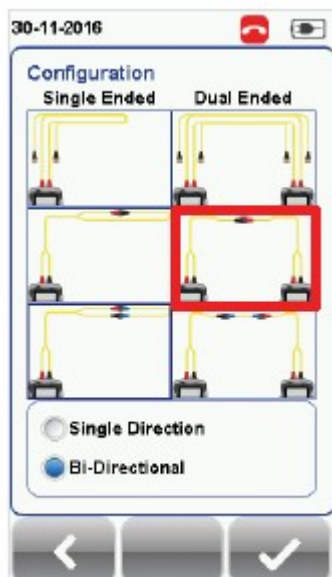 30-11-2016
Configuration
Single Ended Dual Ended
Single Direction
Bi-Directional